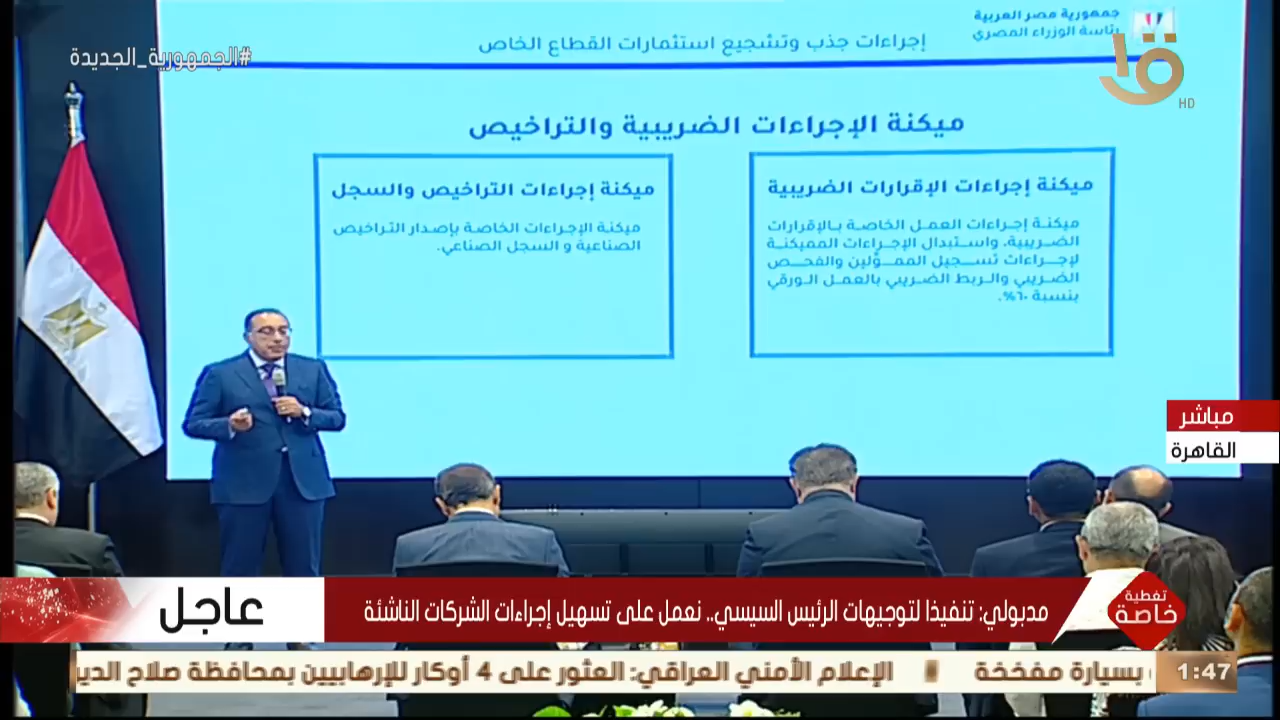 جمهورية مصر العربية
رئاسة الوزراء المصري
إجراءات جذب وتشجيع استثمارات القطاع الخاص
#الجمهورية_الجديدة
HD
ميكنة الإجراءات الضريبية والتراخيص
ميكنة إجراءات الإقرارات الضريبية
ميكنة إجراءات العمل الخاصة بالإقرارات
الضريبية. واستبدال الإجراءات المميكنة
لإجراءات تسجيل الممولين والفحص
الضريبي والربط الضريبي بالعمل الورقي
بنسبة ٦٠%.
ميكنة إجراءات التراخيص والسجل
ميكنة الإجراءات الخاصة بإصدار التراخيص
الصناعية و السجل الصناعي.
مباشر
القاهرة
تغطية
خاصة
مدبولي: تنفيذا لتوجيهات الرئيس السيسي.. نعمل على تسهيل إجراءات الشركات الناشئة
عاجل
1:47
بسيارة مفخخة
الإعلام الأمني العراقي: العثور على 4 أوكار للإرهابيين بمحافظة صلاح